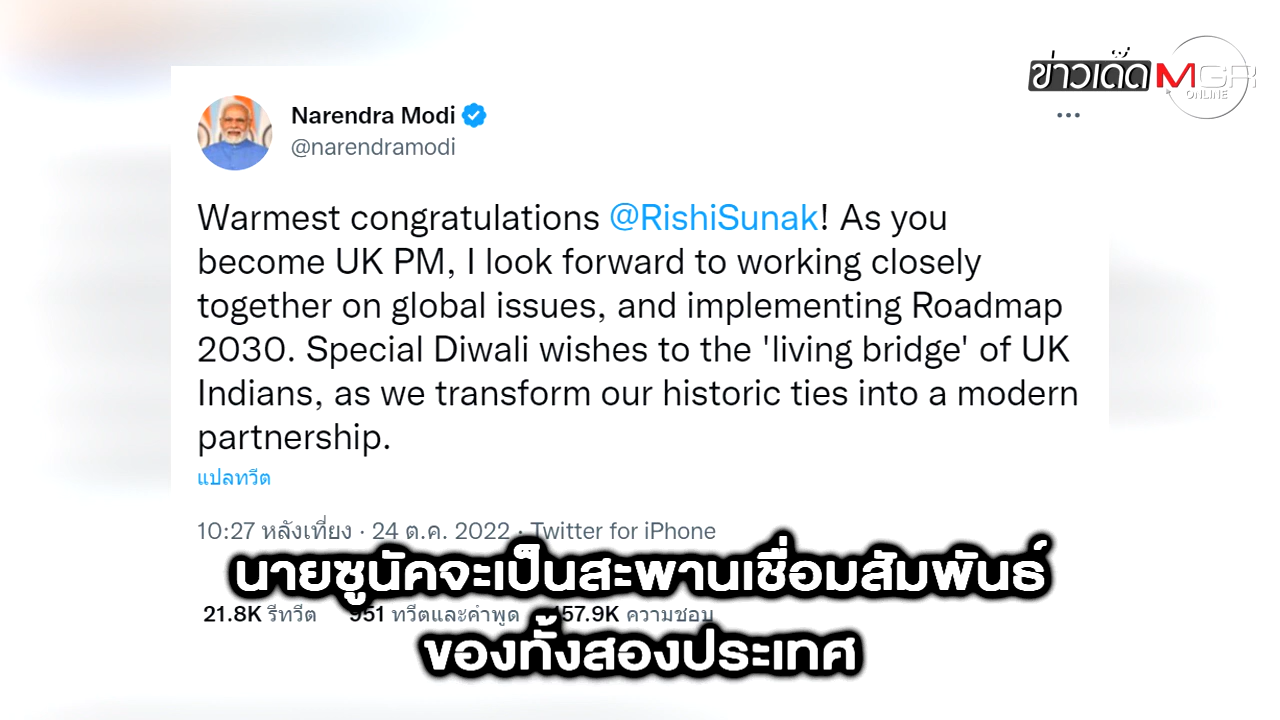 ข่าวเด็ด MGR
ONLINE
Narendra Modi
@narendramodi
Warmest congratulations @RishiSunak! As you
become UK PM, I look forward to working closely
together on global issues, and implementing Roadmap
2030. Special Diwali wishes to the 'living bridge' of UK
Indians, as we transform our historic ties into a modern
partnership.
แปลทวีต
10:27 หลังเที่ยง · 24 ต.ค. 2022 · Twitter for iPhone
นายซูนัคจะเป็นสะพานเชื่อมสัมพันธ์
21.8K รีทวีต 951 ทวีตและคำพูด 157.9K ความชอบ
ของทั้งสองประเทศ